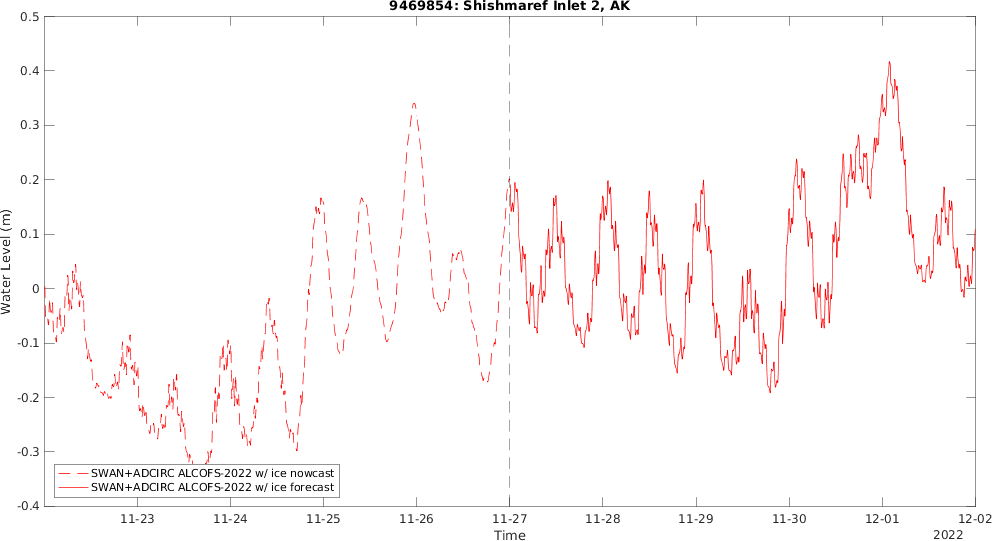 9469854: Shishmaref Inlet 2, AK
0.5
0.4
0.3
0.2
0.1
0
-0.1
-0.2
-0.3
-0.4
Water Level (m)
SWAN+ADCIRC ALCOFS-2022 w/ ice nowcast
SWAN+ADCIRC ALCOFS-2022 w/ ice forecast
11-23 11-24 11-25 11-26 11-27 11-28 11-29 11-30 12-01 12-02
Time
2022